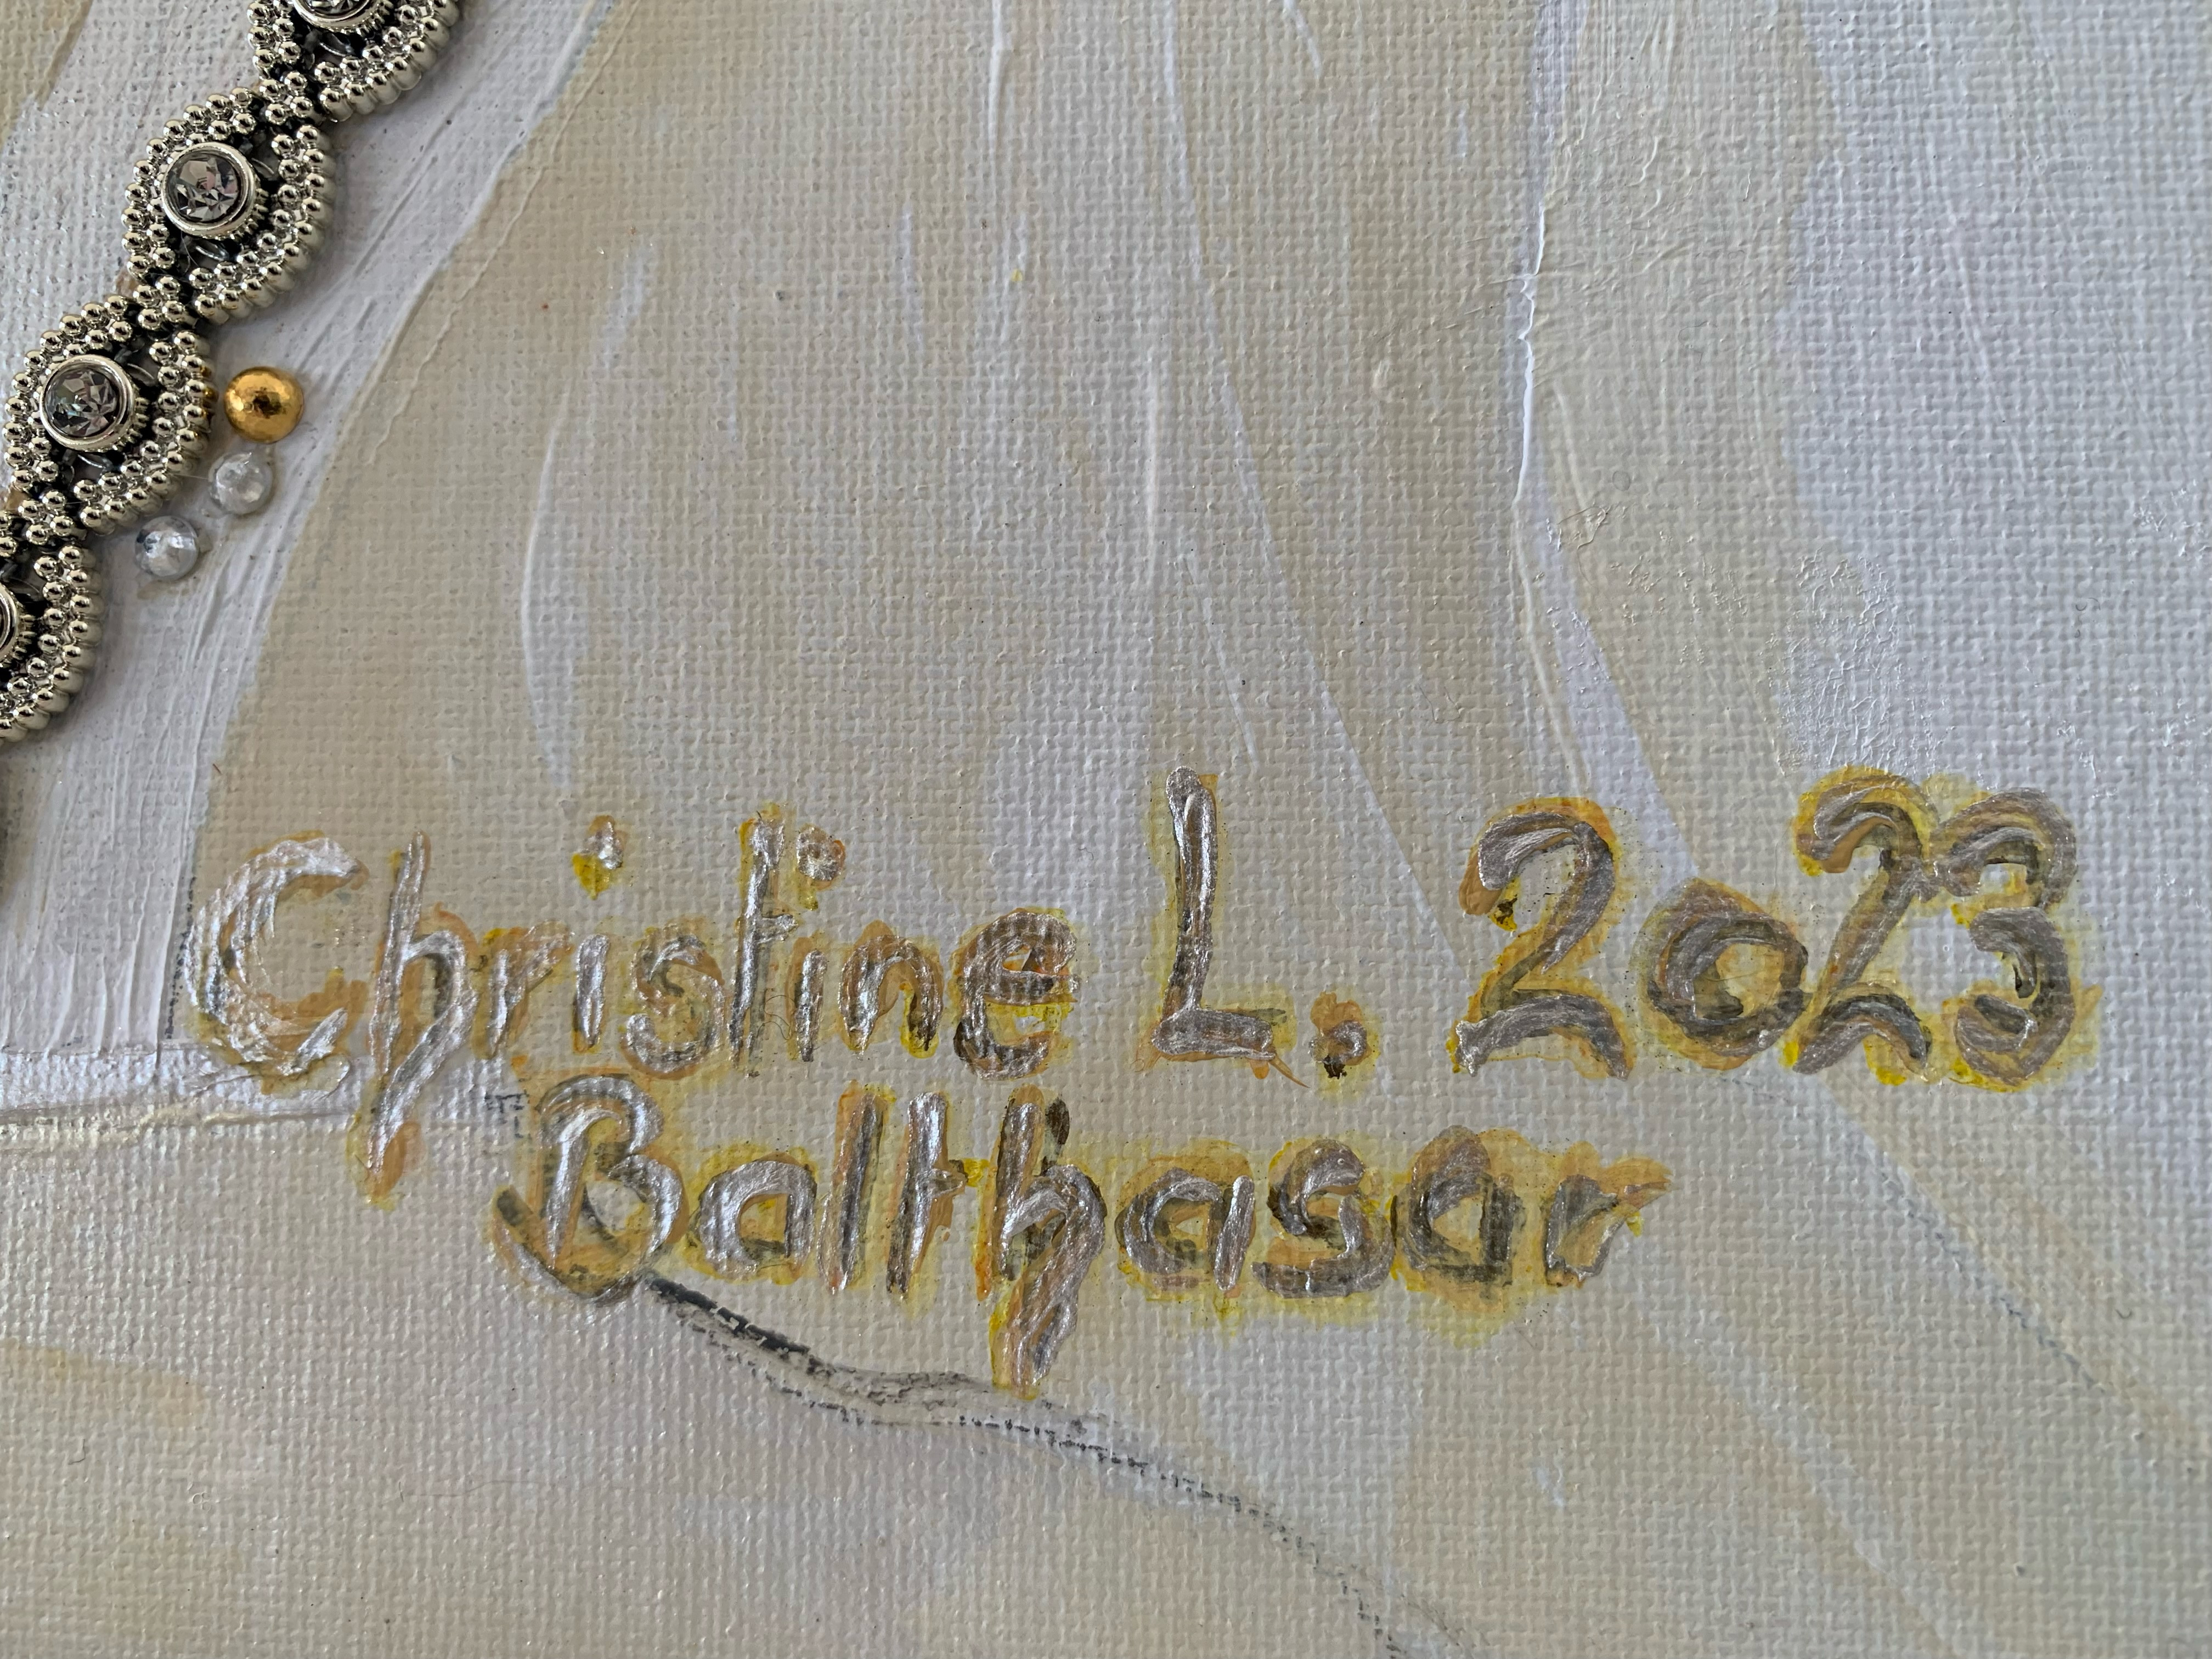 Christine L. 2023
Balthasar